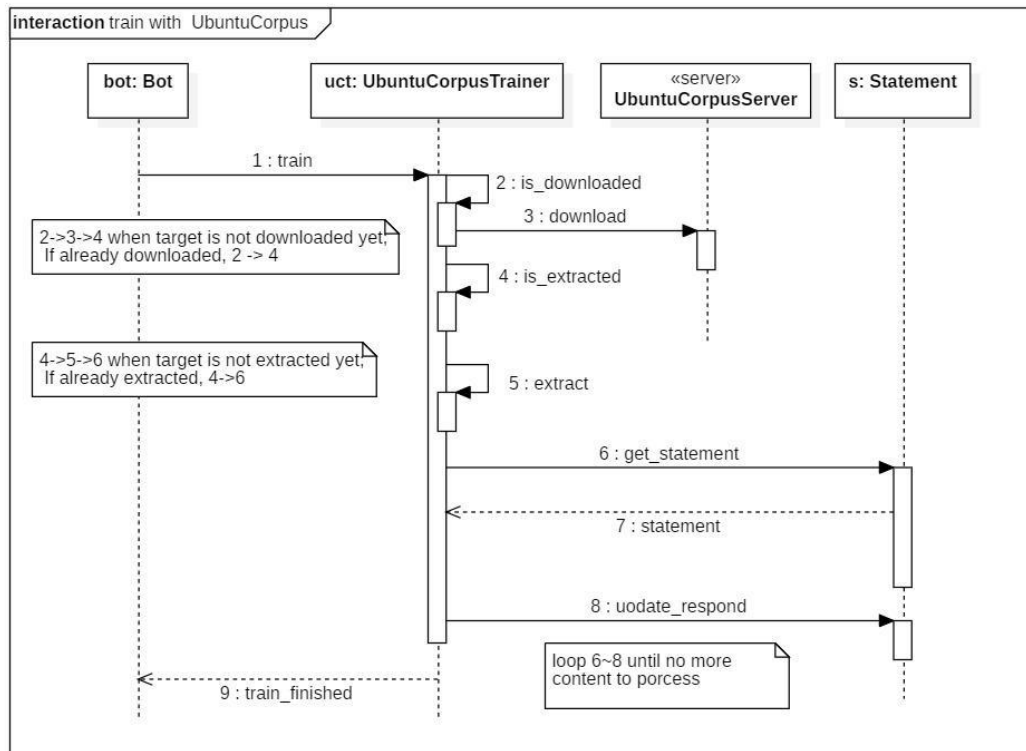 interaction train with UbuntuCorpus
bot: Bot
uct: UbuntuCorpusTrainer
«server»
UbuntuCorpusServer
s: Statement
1 : train
2 : is_downloaded
3 : download
2->3->4 when target is not downloaded yet,
If already downloaded, 2 -> 4
4 : is_extracted
4->5->6 when target is not extracted yet,
If already extracted, 4->6
5 : extract
6 : get_statement
7 : statement
8 : uodate_respond
loop 6~8 until no more
content to porcess
9 : train_finished